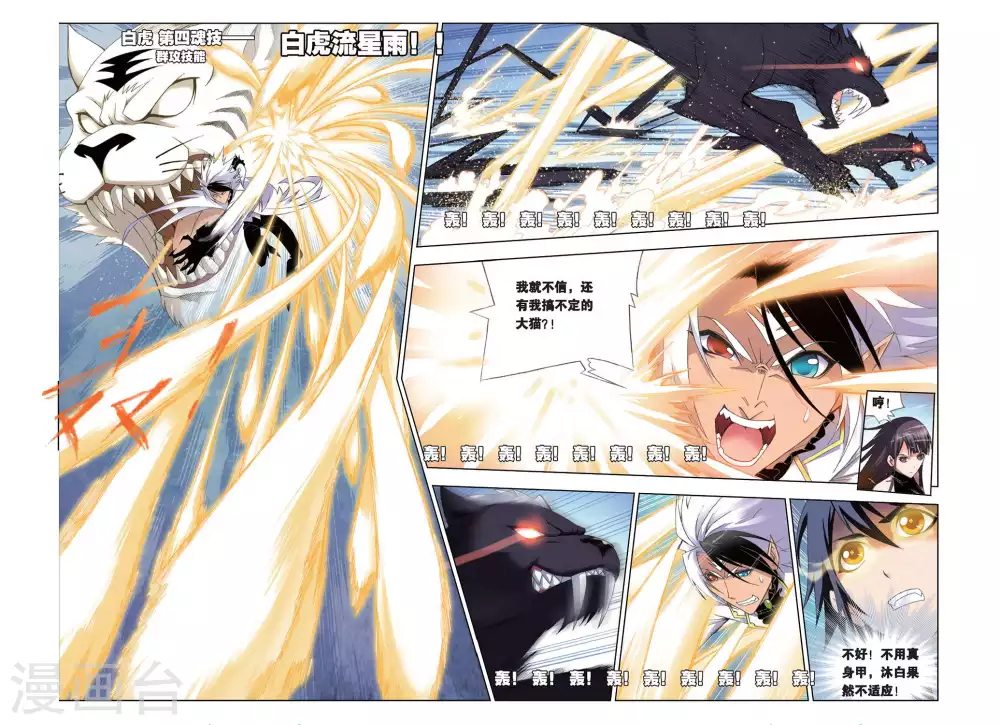 白虎 第四魂技——
群攻技能
白虎流星雨！！
轰！轰！轰！轰！轰！轰！轰！轰！轰！
我就不信，还
有我搞不定的
大猫？！
哼！
轰！轰！轰！轰！轰！轰！轰！轰！
轰！轰！轰！轰！轰！轰！轰！轰！轰！
不好！不用真
身甲，沐白果
然不适应！
漫画台